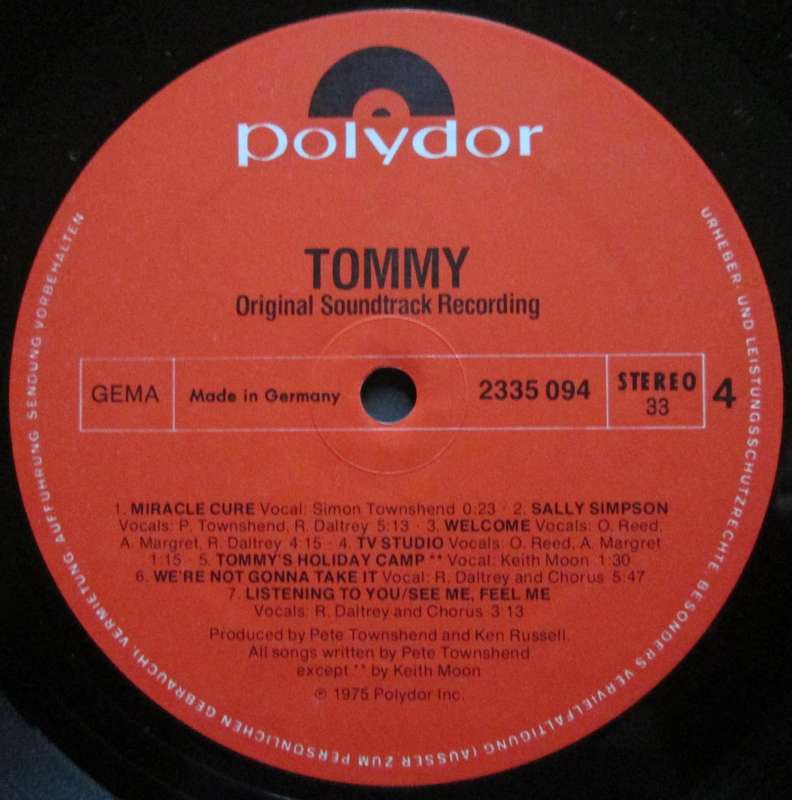 polydor
TOMMY
Original Soundtrack Recording
GEMA Made in Germany 2335 094 STEREO 33 4
1. MIRACLE CURE Vocal: Simon Townshend 0:23 · 2. SALLY SIMPSON
Vocals: P. Townshend, R. Daltrey 5:13 · 3. WELCOME Vocals: O. Reed,
A. Margret, R. Daltrey 4:15 · 4. TV STUDIO Vocals: O. Reed, A. Margret
1:15 · 5. TOMMY'S HOLIDAY CAMP ** Vocal: Keith Moon 1:30
6. WE'RE NOT GONNA TAKE IT Vocal: R. Daltrey and Chorus 5:47
7. LISTENING TO YOU/SEE ME, FEEL ME
Vocals: R. Daltrey and Chorus 3:13
Produced by Pete Townshend and Ken Russell.
All songs written by Pete Townshend
except ** by Keith Moon
℗ 1975 Polydor Inc.
URHEBER- UND LEISTUNGSSCHUTZRECHTE BESONDERS VERVIELFÄLTIGUNG (AUSSER ZUM PERSÖNLICHEN GEBRAUCH), VERMIETUNG AUFFÜHRUNG SENDUNG VORBEHALTEN